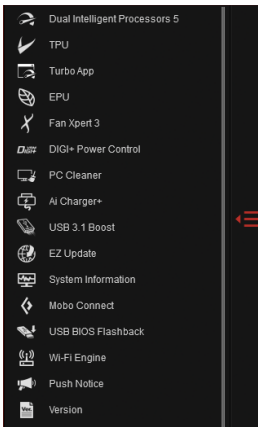 Dual Intelligent Processors 5
TPU
Turbo App
EPU
Fan Xpert 3
DIGI+ Power Control
PC Cleaner
Ai Charger+
USB 3.1 Boost
EZ Update
System Information
Mobo Connect
USB BIOS Flashback
Wi-Fi Engine
Push Notice
Ver.
Version